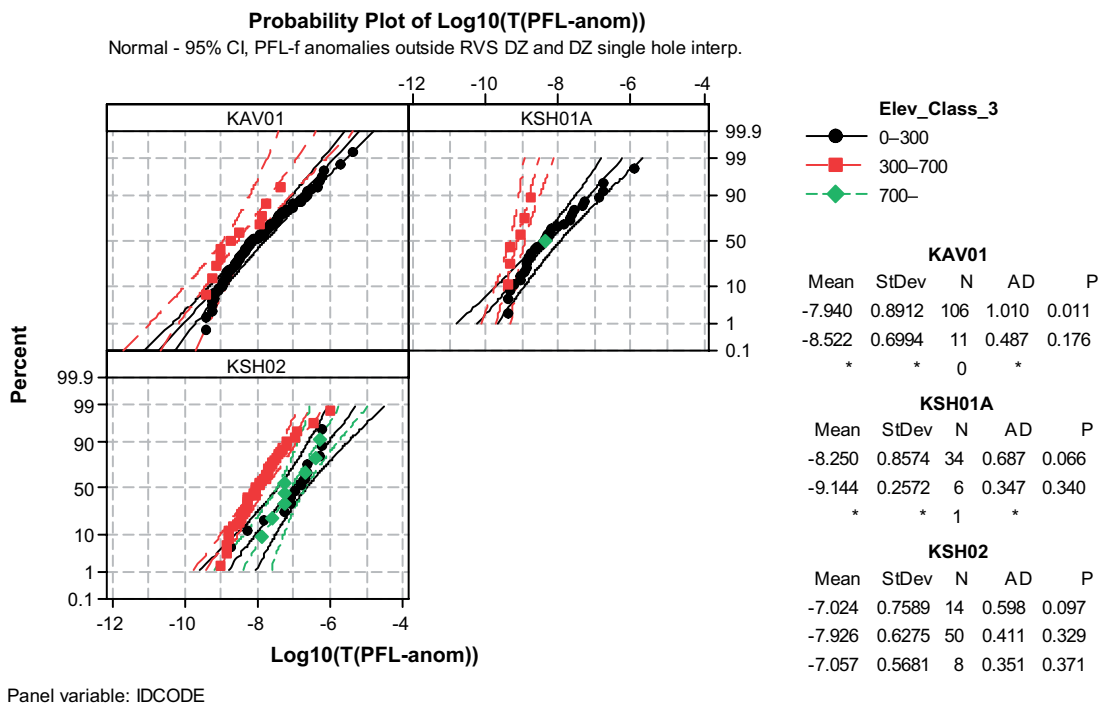 Probability Plot of Log10(T(PFL-anom))
Normal - 95% CI, PFL-f anomalies outside RVS DZ and DZ single hole interp.
-12 -10 -8 -6 -4
KAV01 KSH01A
99.9
99
90
50
10
1
0.1
KSH02
99.9
99
90
50
10
1
0.1
-12 -10 -8 -6 -4
Percent
Log10(T(PFL-anom))
Elev_Class_3
0–300
300–700
700–
KAV01
Mean StDev N AD P
-7.940 0.8912 106 1.010 0.011
-8.522 0.6994 11 0.487 0.176
* * 0 *
KSH01A
Mean StDev N AD P
-8.250 0.8574 34 0.687 0.066
-9.144 0.2572 6 0.347 0.340
* * 1 *
KSH02
Mean StDev N AD P
-7.024 0.7589 14 0.598 0.097
-7.926 0.6275 50 0.411 0.329
-7.057 0.5681 8 0.351 0.371
Panel variable: IDCODE